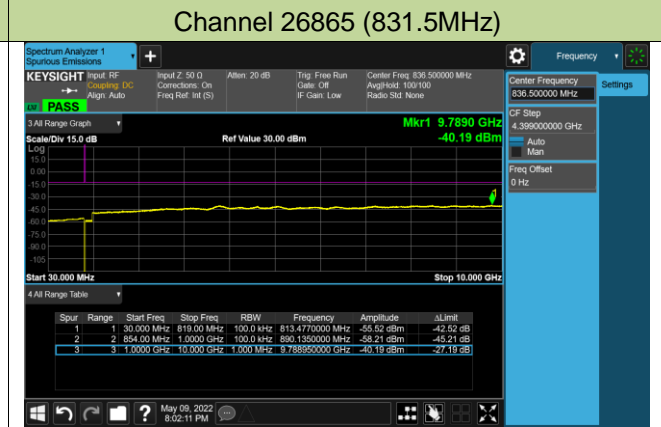 Channel 26865 (831.5MHz)
Spectrum Analyzer 1
Spurious Emissions
Frequency
KEYSIGHT Input: RF
Coupling: DC
Align: Auto
Input Z: 50 Ω
Corrections: On
Freq Ref: Int (S)
Atten: 20 dB
Trig: Free Run
Gate: Off
IF Gain: Low
Center Freq: 836.500000 MHz
Avg|Hold: 100/100
Radio Std: None
PASS
Center Frequency
836.500000 MHz
Settings
CF Step
4.399000000 GHz
Auto
Man
Freq Offset
0 Hz
3 All Range Graph
Mkr1 9.7890 GHz
-40.19 dBm
Scale/Div 15.0 dB
Ref Value 30.00 dBm
Log
15.0
0.00
-15.0
-30.0
-45.0
-60.0
-75.0
-90.0
-105
Start 30.000 MHz
Stop 10.000 GHz
4 All Range Table
Spur Range Start Freq Stop Freq RBW Frequency Amplitude ΔLimit
1 1 30.000 MHz 819.00 MHz 100.0 kHz 813.4770000 MHz -55.52 dBm -42.52 dB
2 2 854.00 MHz 1.0000 GHz 100.0 kHz 890.1350000 MHz -58.21 dBm -45.21 dB
3 3 1.0000 GHz 10.000 GHz 1.000 MHz 9.788950000 GHz -40.19 dBm -27.19 dB
May 09, 2022
8:02:11 PM